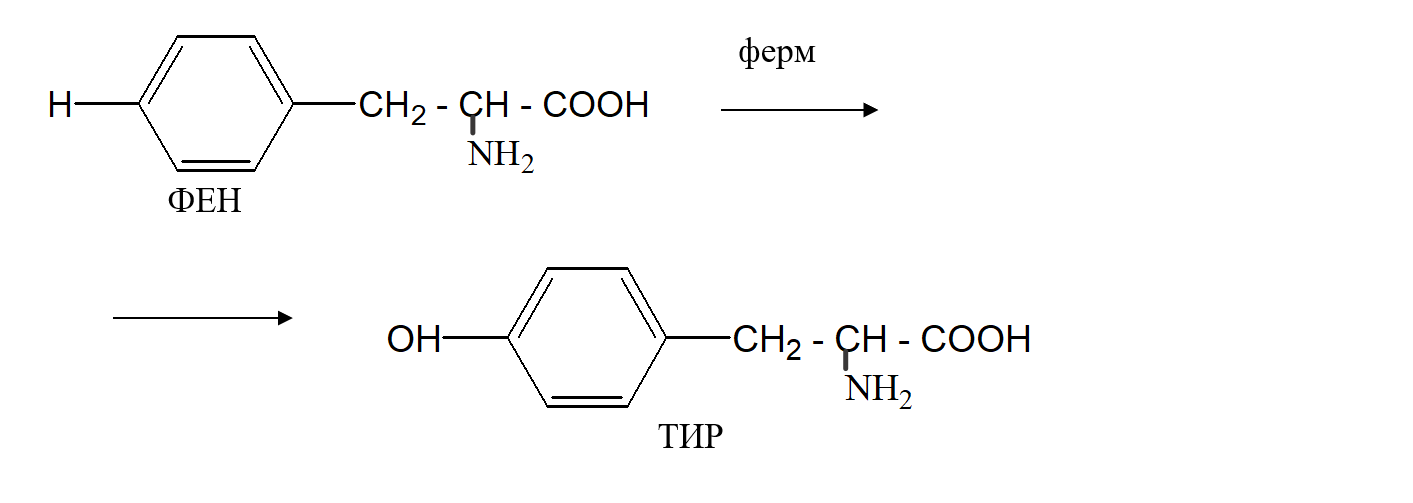 ферм
H CH2 - CH - COOH
NH2
ФЕН
OH CH2 - CH - COOH
NH2
ТИР